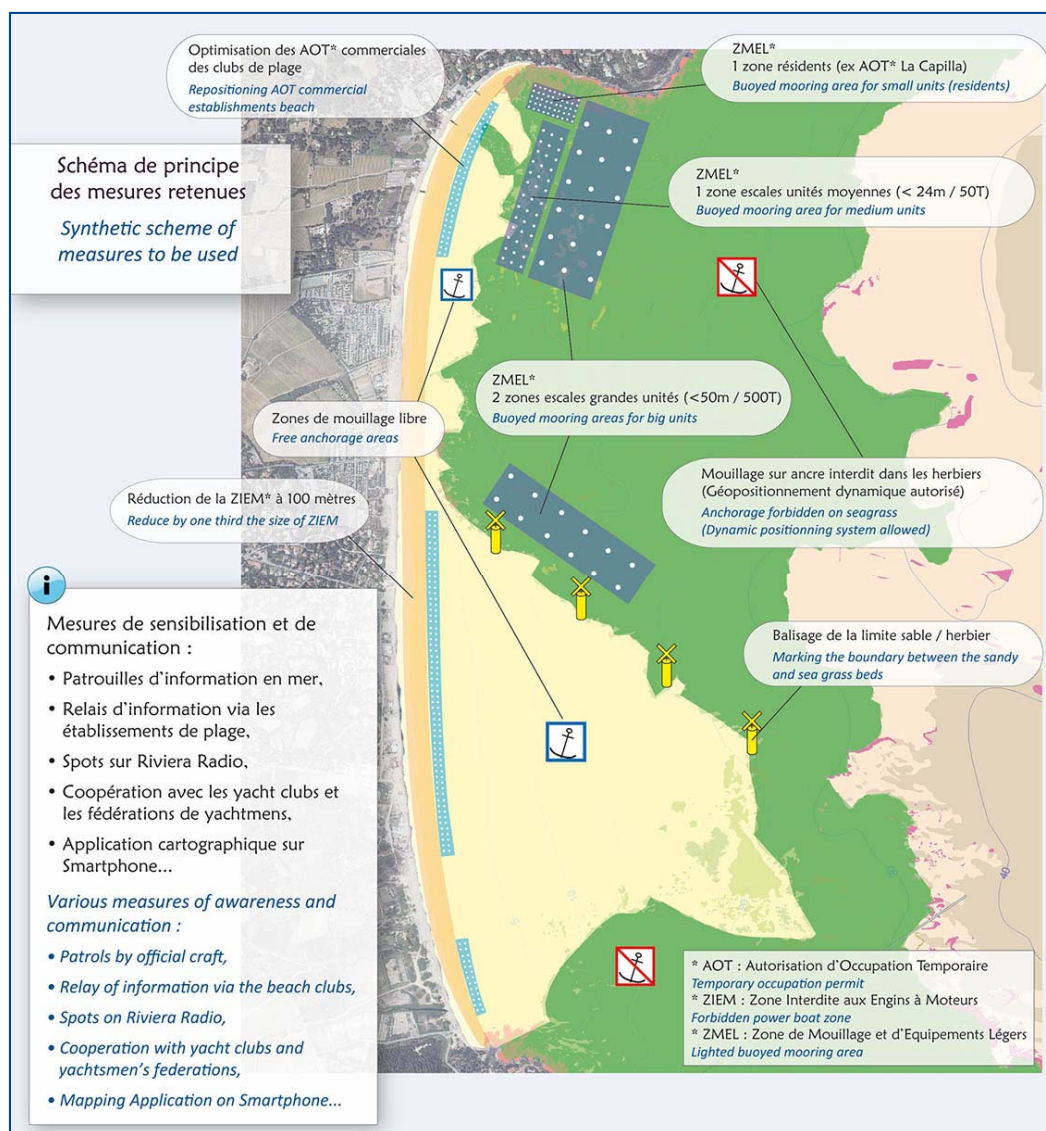 Optimisation des AOT* commerciales
des clubs de plage
Repositioning AOT commercial
establishments beach
ZMEL*
1 zone résidents (ex AOT* La Capilla)
Buoyed mooring area for small units (residents)
Schéma de principe
des mesures retenues
Synthetic scheme of
measures to be used
ZMEL*
1 zone escales unités moyennes (< 24m / 50T)
Buoyed mooring area for medium units
ZMEL*
2 zones escales grandes unités (<50m / 500T)
Buoyed mooring areas for big units
Zones de mouillage libre
Free anchorage areas
Mouillage sur ancre interdit dans les herbiers
(Géopositionnement dynamique autorisé)
Anchorage forbidden on seagrass
(Dynamic positionning system allowed)
Réduction de la ZIEM* à 100 mètres
Reduce by one third the size of ZIEM
i
Mesures de sensibilisation et de
communication :
• Patrouilles d'information en mer,
• Relais d'information via les
établissements de plage,
• Spots sur Riviera Radio,
• Coopération avec les yacht clubs et
les fédérations de yachtmens,
• Application cartographique sur
Smartphone...
Various measures of awareness and
communication :
• Patrols by official craft,
• Relay of information via the beach clubs,
• Spots on Riviera Radio,
• Cooperation with yacht clubs and
yachtsmen's federations,
• Mapping Application on Smartphone...
Balisage de la limite sable / herbier
Marking the boundary between the sandy
and sea grass beds
40
* AOT : Autorisation d'Occupation Temporaire
Temporary occupation permit
* ZIEM : Zone Interdite aux Engins à Moteurs
Forbidden power boat zone
* ZMEL : Zone de Mouillage et d'Equipements Légers
Lighted buoyed mooring area